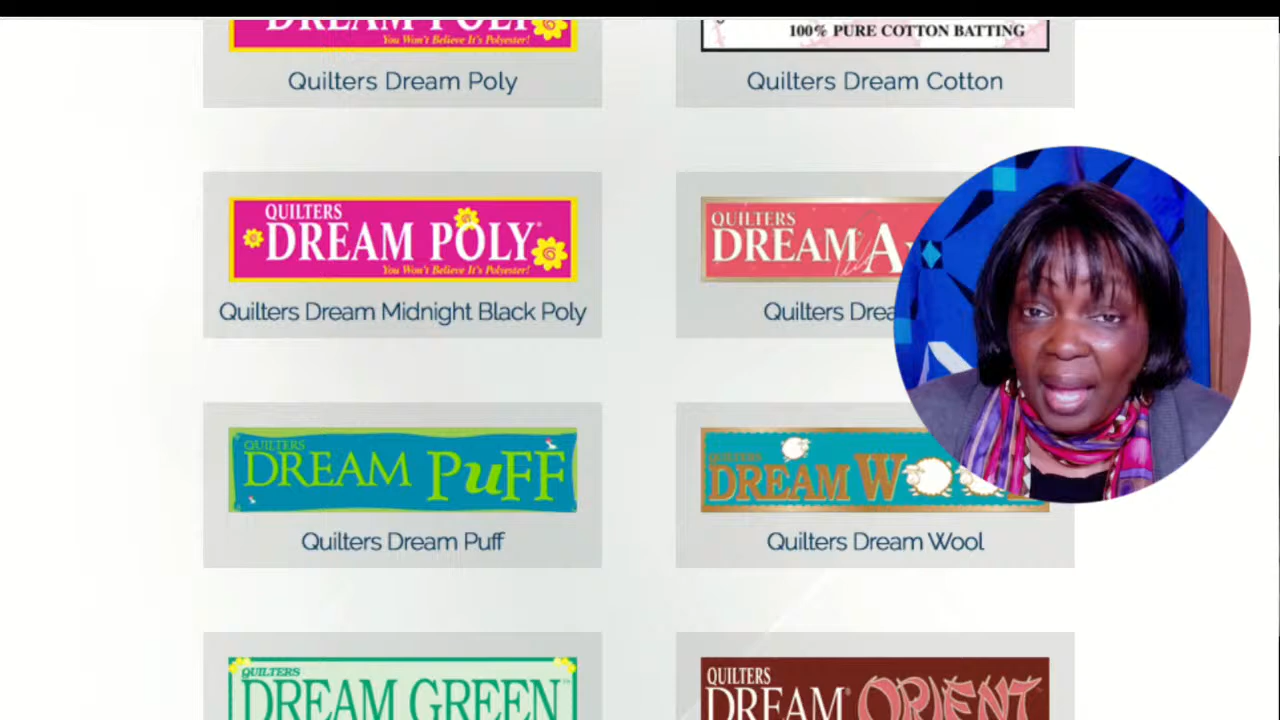 DREAM POLY
You Won't Believe It's Polyester!
Quilters Dream Poly
100% PURE COTTON BATTING
Quilters Dream Cotton
QUILTERS
DREAM POLY
You Won't Believe It's Polyester!
Quilters Dream Midnight Black Poly
QUILTERS
DREAM
Quilters
QUILTERS
DREAM PuFF
Quilters Dream Puff
QUILTERS
DREAM
Quilters Dream Wool
QUILTERS
DREAM GREEN
QUILTERS
DREAM ORIENT